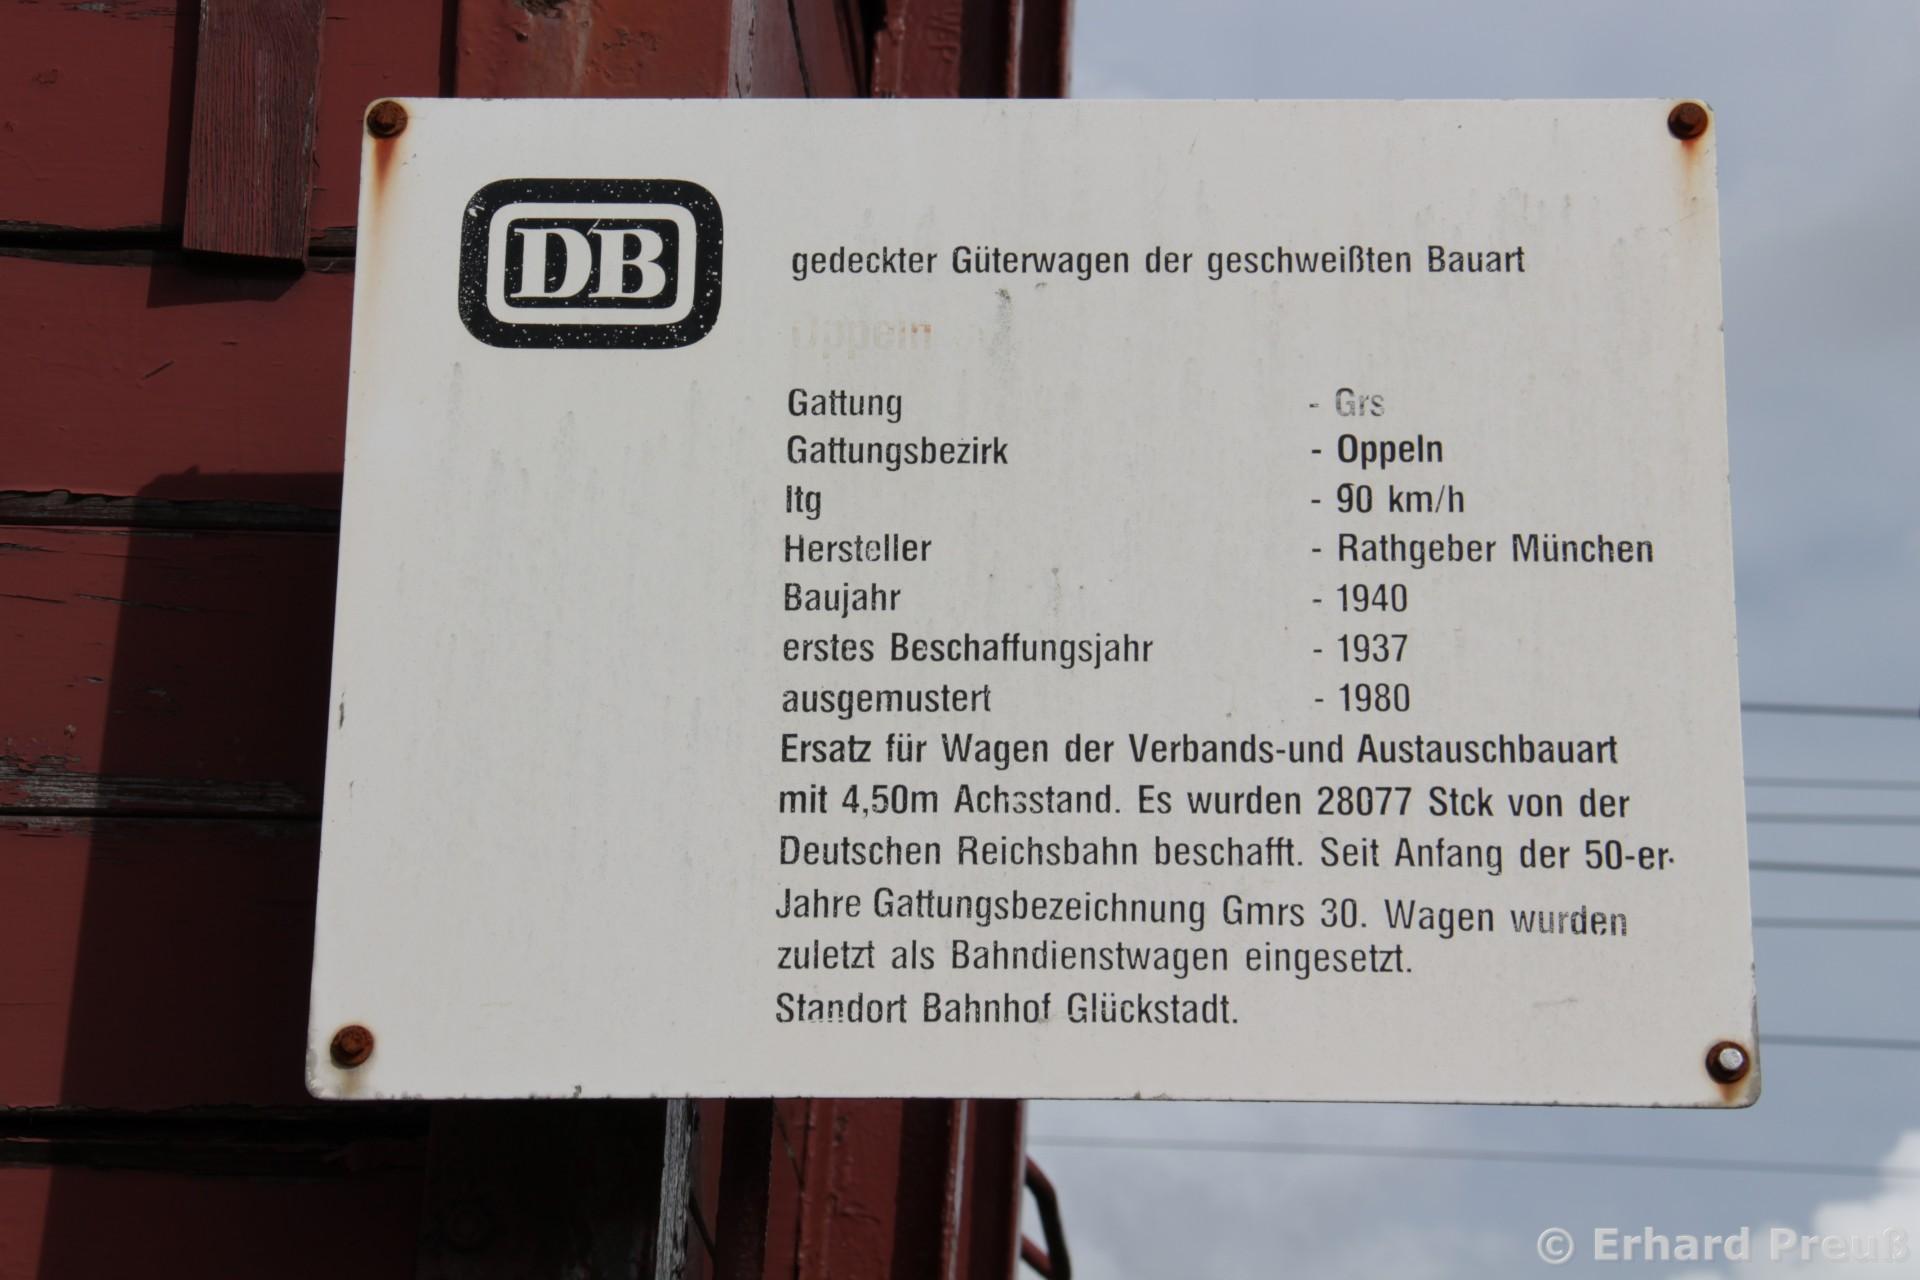 DB
gedeckter Güterwagen der geschweißten Bauart
Oppeln
Gattung - Grs
Gattungsbezirk - Oppeln
ltg - 90 km/h
Hersteller - Rathgeber München
Baujahr - 1940
erstes Beschaffungsjahr - 1937
ausgemustert - 1980
Ersatz für Wagen der Verbands-und Austauschbauart
mit 4,50m Achsstand. Es wurden 28077 Stck von der
Deutschen Reichsbahn beschafft. Seit Anfang der 50-er.
Jahre Gattungsbezeichnung Gmrs 30. Wagen wurden
zuletzt als Bahndienstwagen eingesetzt.
Standort Bahnhof Glückstadt.
© Erhard Preuß